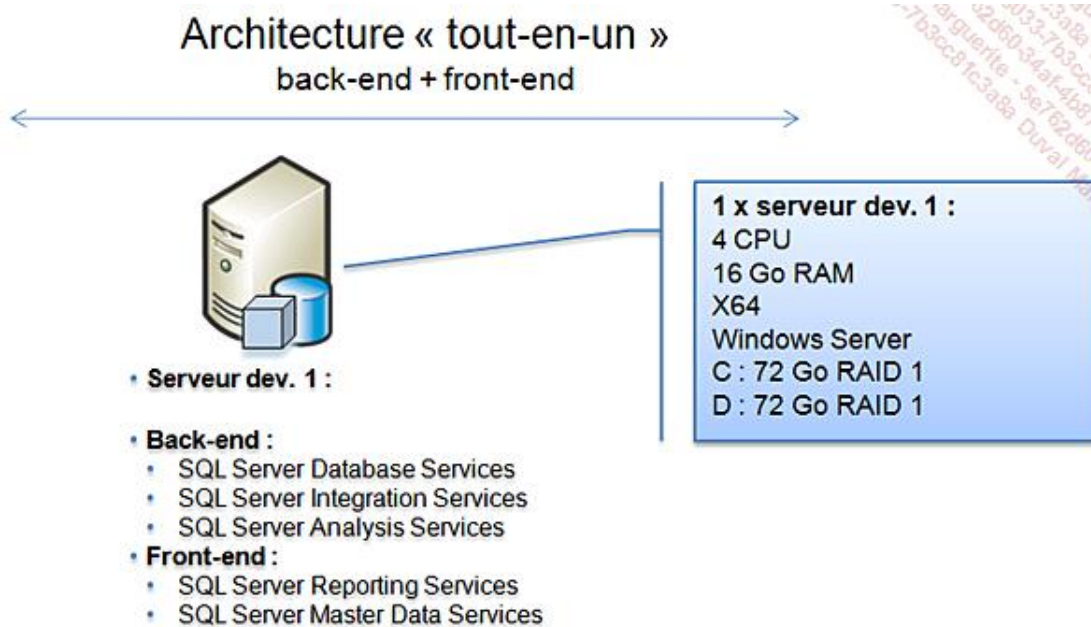 Architecture « tout-en-un »
back-end + front-end
• Serveur dev. 1 :
• Back-end :
• SQL Server Database Services
• SQL Server Integration Services
• SQL Server Analysis Services
• Front-end :
• SQL Server Reporting Services
• SQL Server Master Data Services
1 x serveur dev. 1 :
4 CPU
16 Go RAM
X64
Windows Server
C : 72 Go RAID 1
D : 72 Go RAID 1